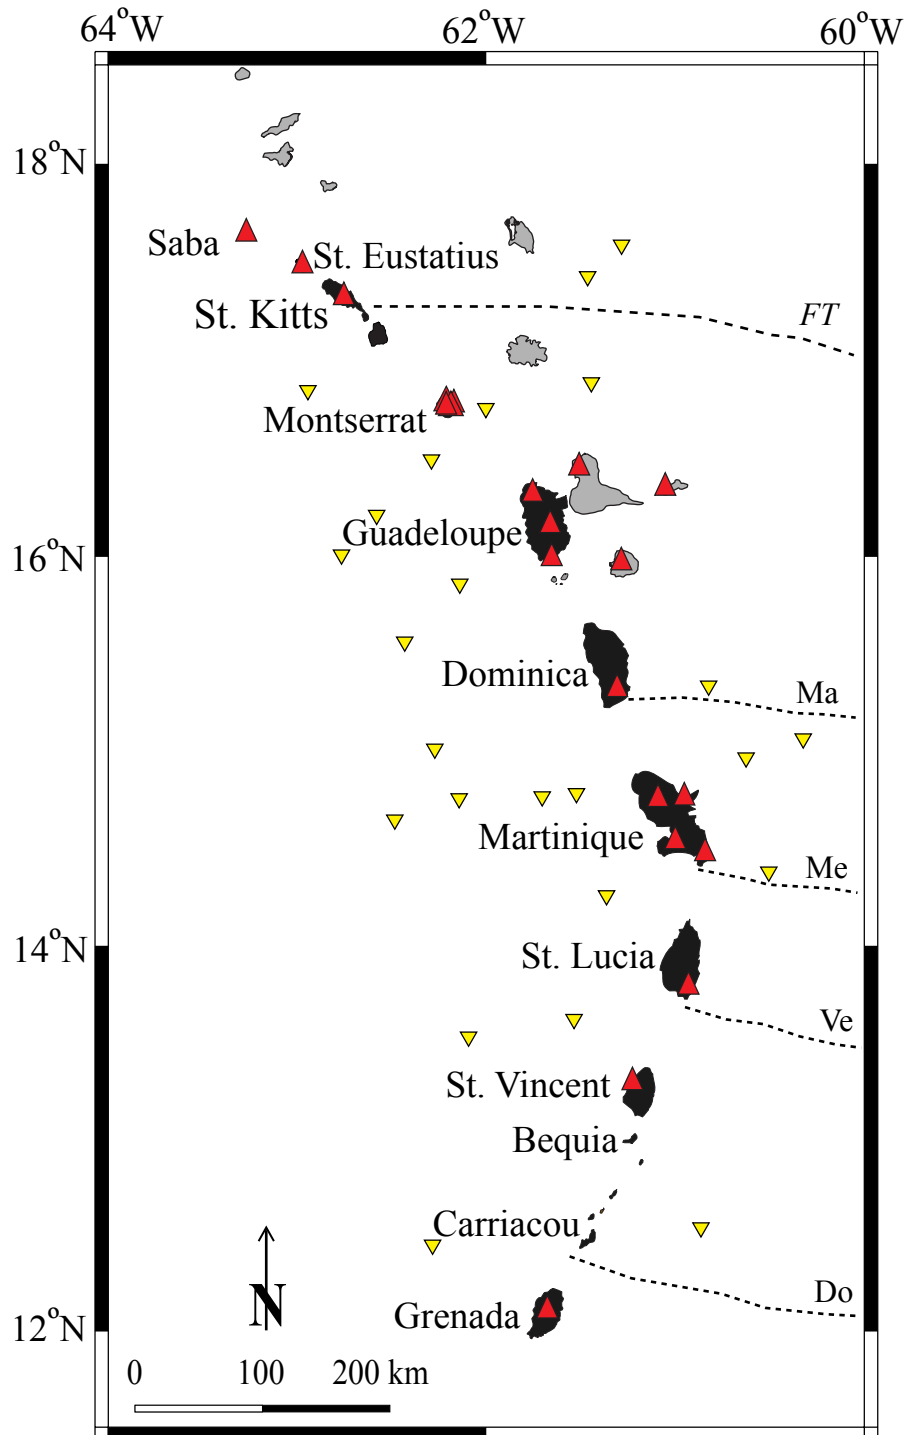 64°W 62°W 60°W
18°N
Saba
St. Eustatius
St. Kitts
FT
Montserrat
Guadeloupe
16°N
Dominica
Ma
Martinique
Me
14°N
St. Lucia
Ve
St. Vincent
Bequia
Carriacou
N
Do
Grenada
12°N
0 100 200 km